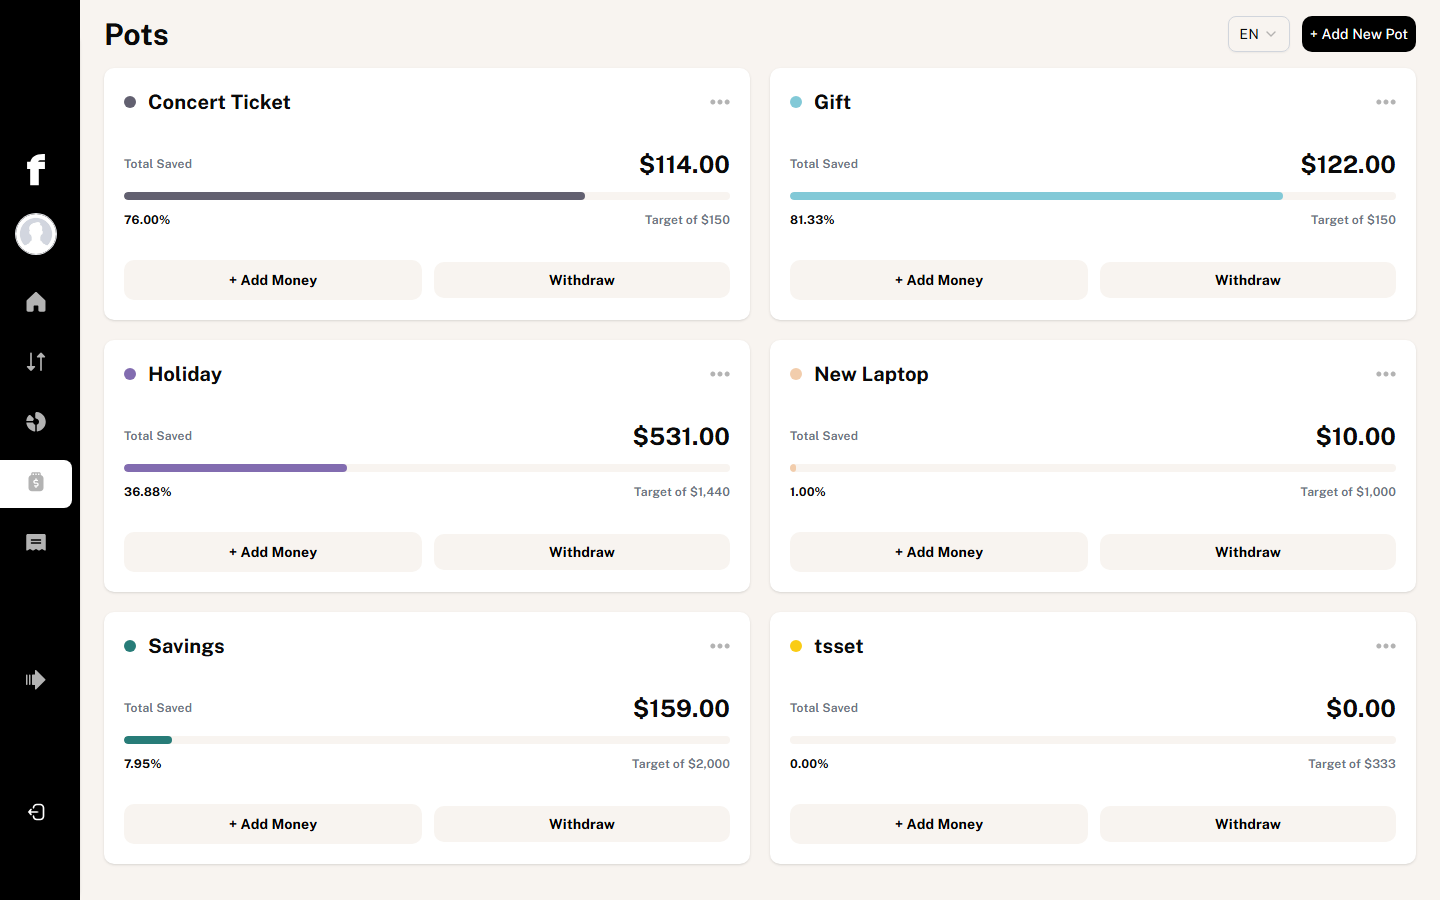 Pots
EN
+ Add New Pot
f
Concert Ticket
Total Saved
$114.00
76.00%
Target of $150
+ Add Money
Withdraw
Gift
Total Saved
$122.00
81.33%
Target of $150
+ Add Money
Withdraw
Holiday
Total Saved
$531.00
36.88%
Target of $1,440
+ Add Money
Withdraw
New Laptop
Total Saved
$10.00
1.00%
Target of $1,000
+ Add Money
Withdraw
Savings
Total Saved
$159.00
7.95%
Target of $2,000
+ Add Money
Withdraw
tsset
Total Saved
$0.00
0.00%
Target of $333
+ Add Money
Withdraw